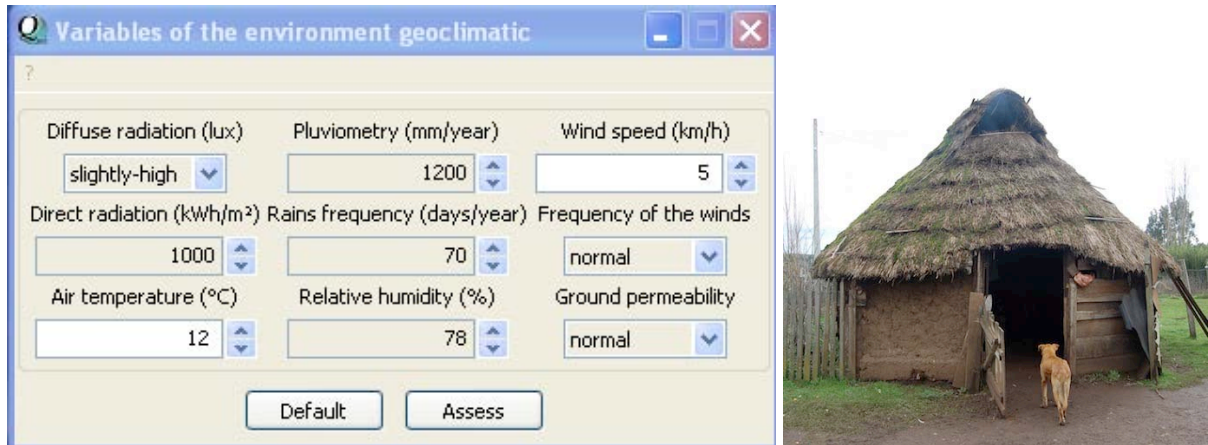 Variables of the environment geoclimatic
?
Diffuse radiation (lux) Pluviometry (mm/year) Wind speed (km/h)
slightly-high 1200 5
Direct radiation (kWh/m²) Rains frequency (days/year) Frequency of the winds
1000 70 normal
Air temperature (°C) Relative humidity (%) Ground permeability
12 78 normal
Default Assess